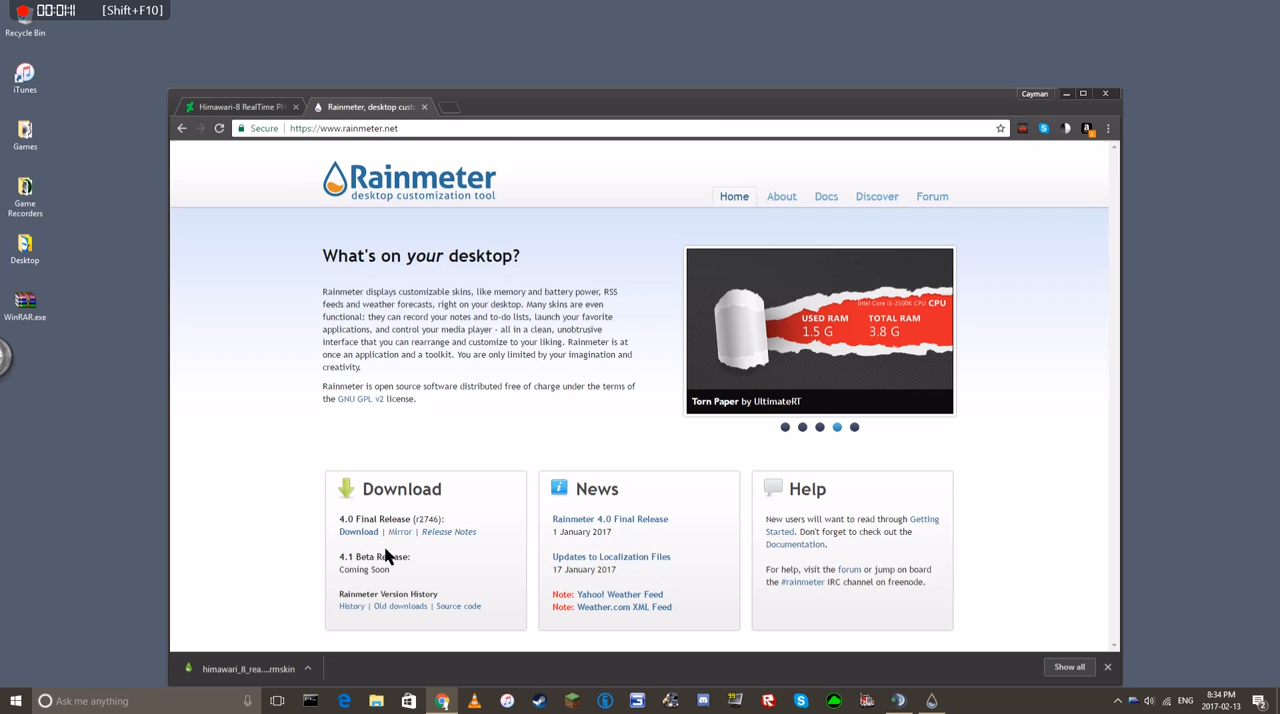 00:01:11 [Shift+F10]
Recycle Bin
iTunes
Games
Game
Recorders
Desktop
WinRAR.exe
Cayman
Himawari-8 RealTime PH
Rainmeter, desktop cust
Secure | https://www.rainmeter.net
Rainmeter
desktop customization tool
Home About Docs Discover Forum
What's on your desktop?
Rainmeter displays customizable skins, like memory and battery power, RSS
feeds and weather forecasts, right on your desktop. Many skins are even
functional: they can record your notes and to-do lists, launch your favorite
applications, and control your media player - all in a clean, unobtrusive
interface that you can rearrange and customize to your liking. Rainmeter is at
once an application and a toolkit. You are only limited by your imagination and
creativity.
Rainmeter is open source software distributed free of charge under the terms of
the GNU GPL v2 license.
Intel Core i5-2500K CPU CPU
USED RAM TOTAL RAM
1.5 G 3.8 G
Torn Paper by UltimateRT
Download
4.0 Final Release (r2746):
Download | Mirror | Release Notes
4.1 Beta Release:
Coming Soon
Rainmeter Version History
History | Old downloads | Source code
News
Rainmeter 4.0 Final Release
1 January 2017
Updates to Localization Files
17 January 2017
Note: Yahoo! Weather Feed
Note: Weather.com XML Feed
Help
New users will want to read through Getting
Started. Don't forget to check out the
Documentation.
For help, visit the forum or jump on board
the #rainmeter IRC channel on freenode.
himawari_8_rea....rmskin
Show all
Ask me anything
ENG
8:34 PM
2017-02-13